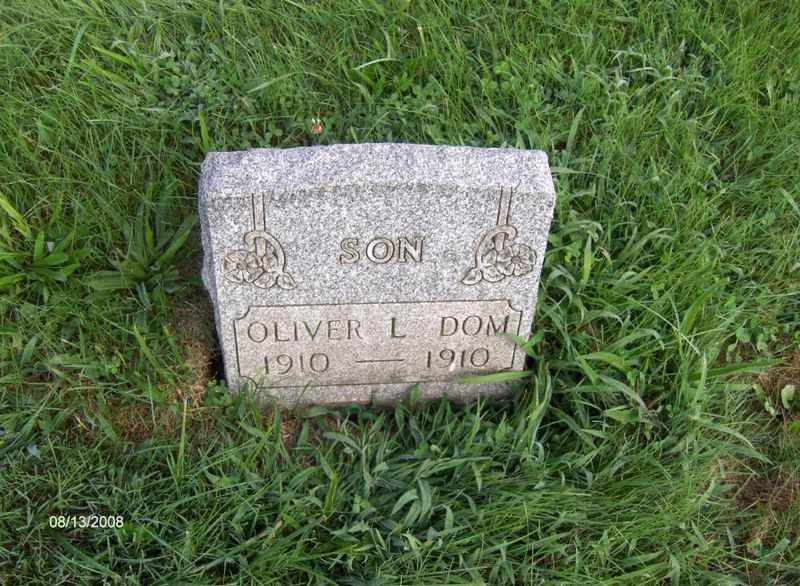 SON
OLIVER L. DOM
1910 — 1910
08/13/2008